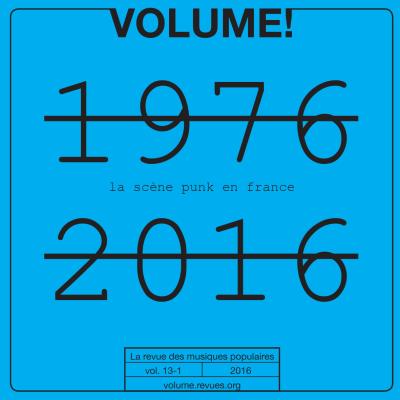 VOLUME!
1976
la scène punk en france
2016
La revue des musiques populaires
vol. 13-1 2016
volume.revues.org